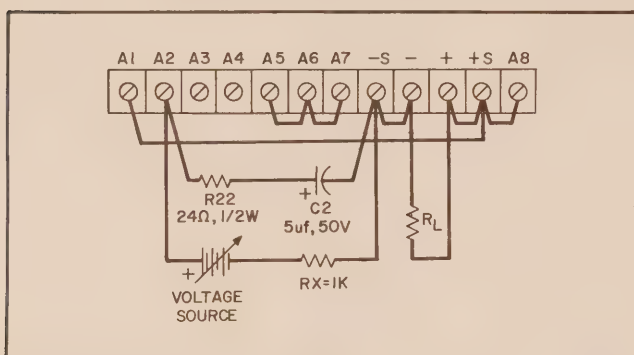 A1 A2 A3 A4 A5 A6 A7 -S - + +S A8
R22
24Ω, 1/2W
+
C2
5uf, 50V
RL
+
VOLTAGE
SOURCE
RX=1K